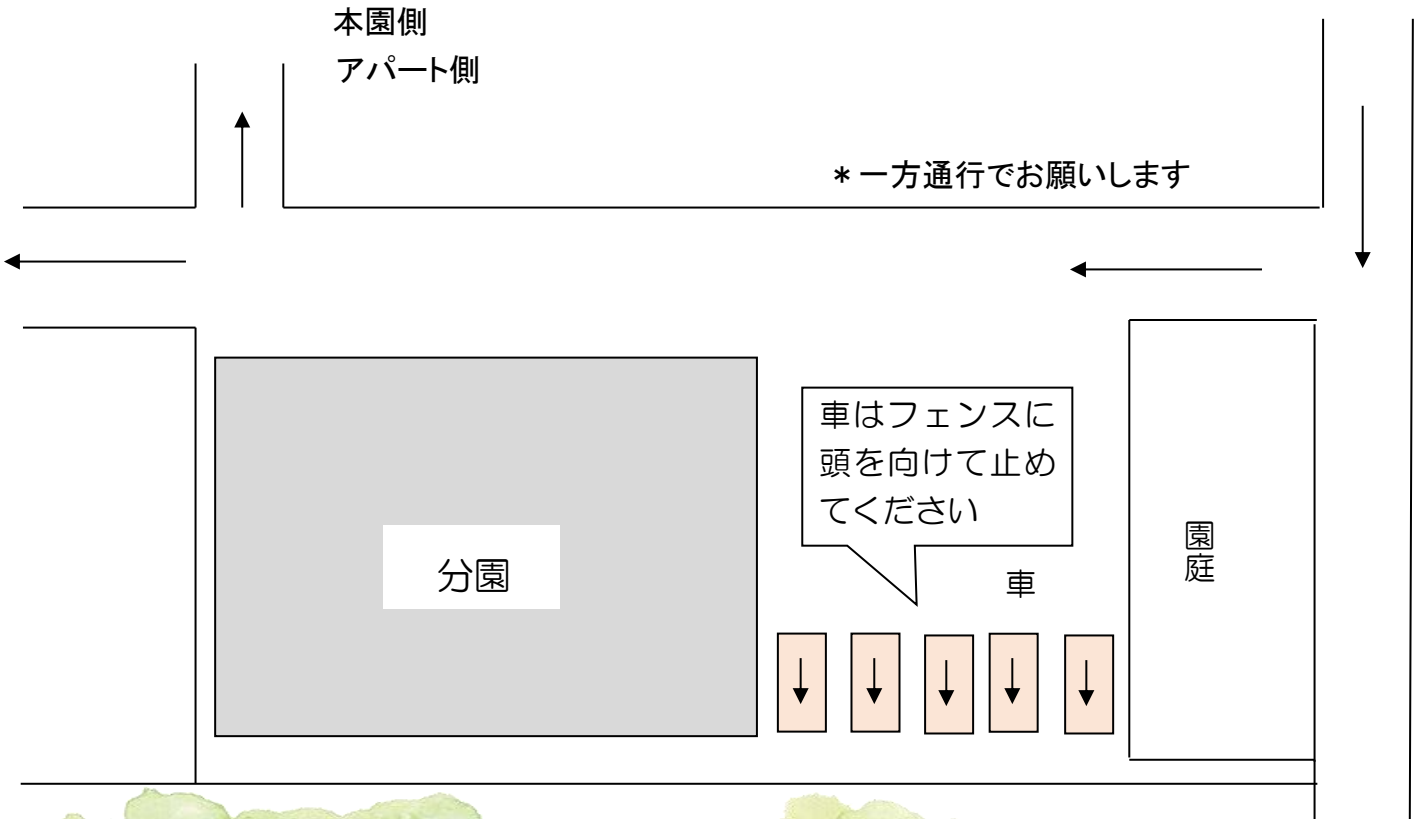 本園側
アパート側
*一方通行でお願いします
車はフェンスに
頭を向けて止め
てください
分園
車
園庭